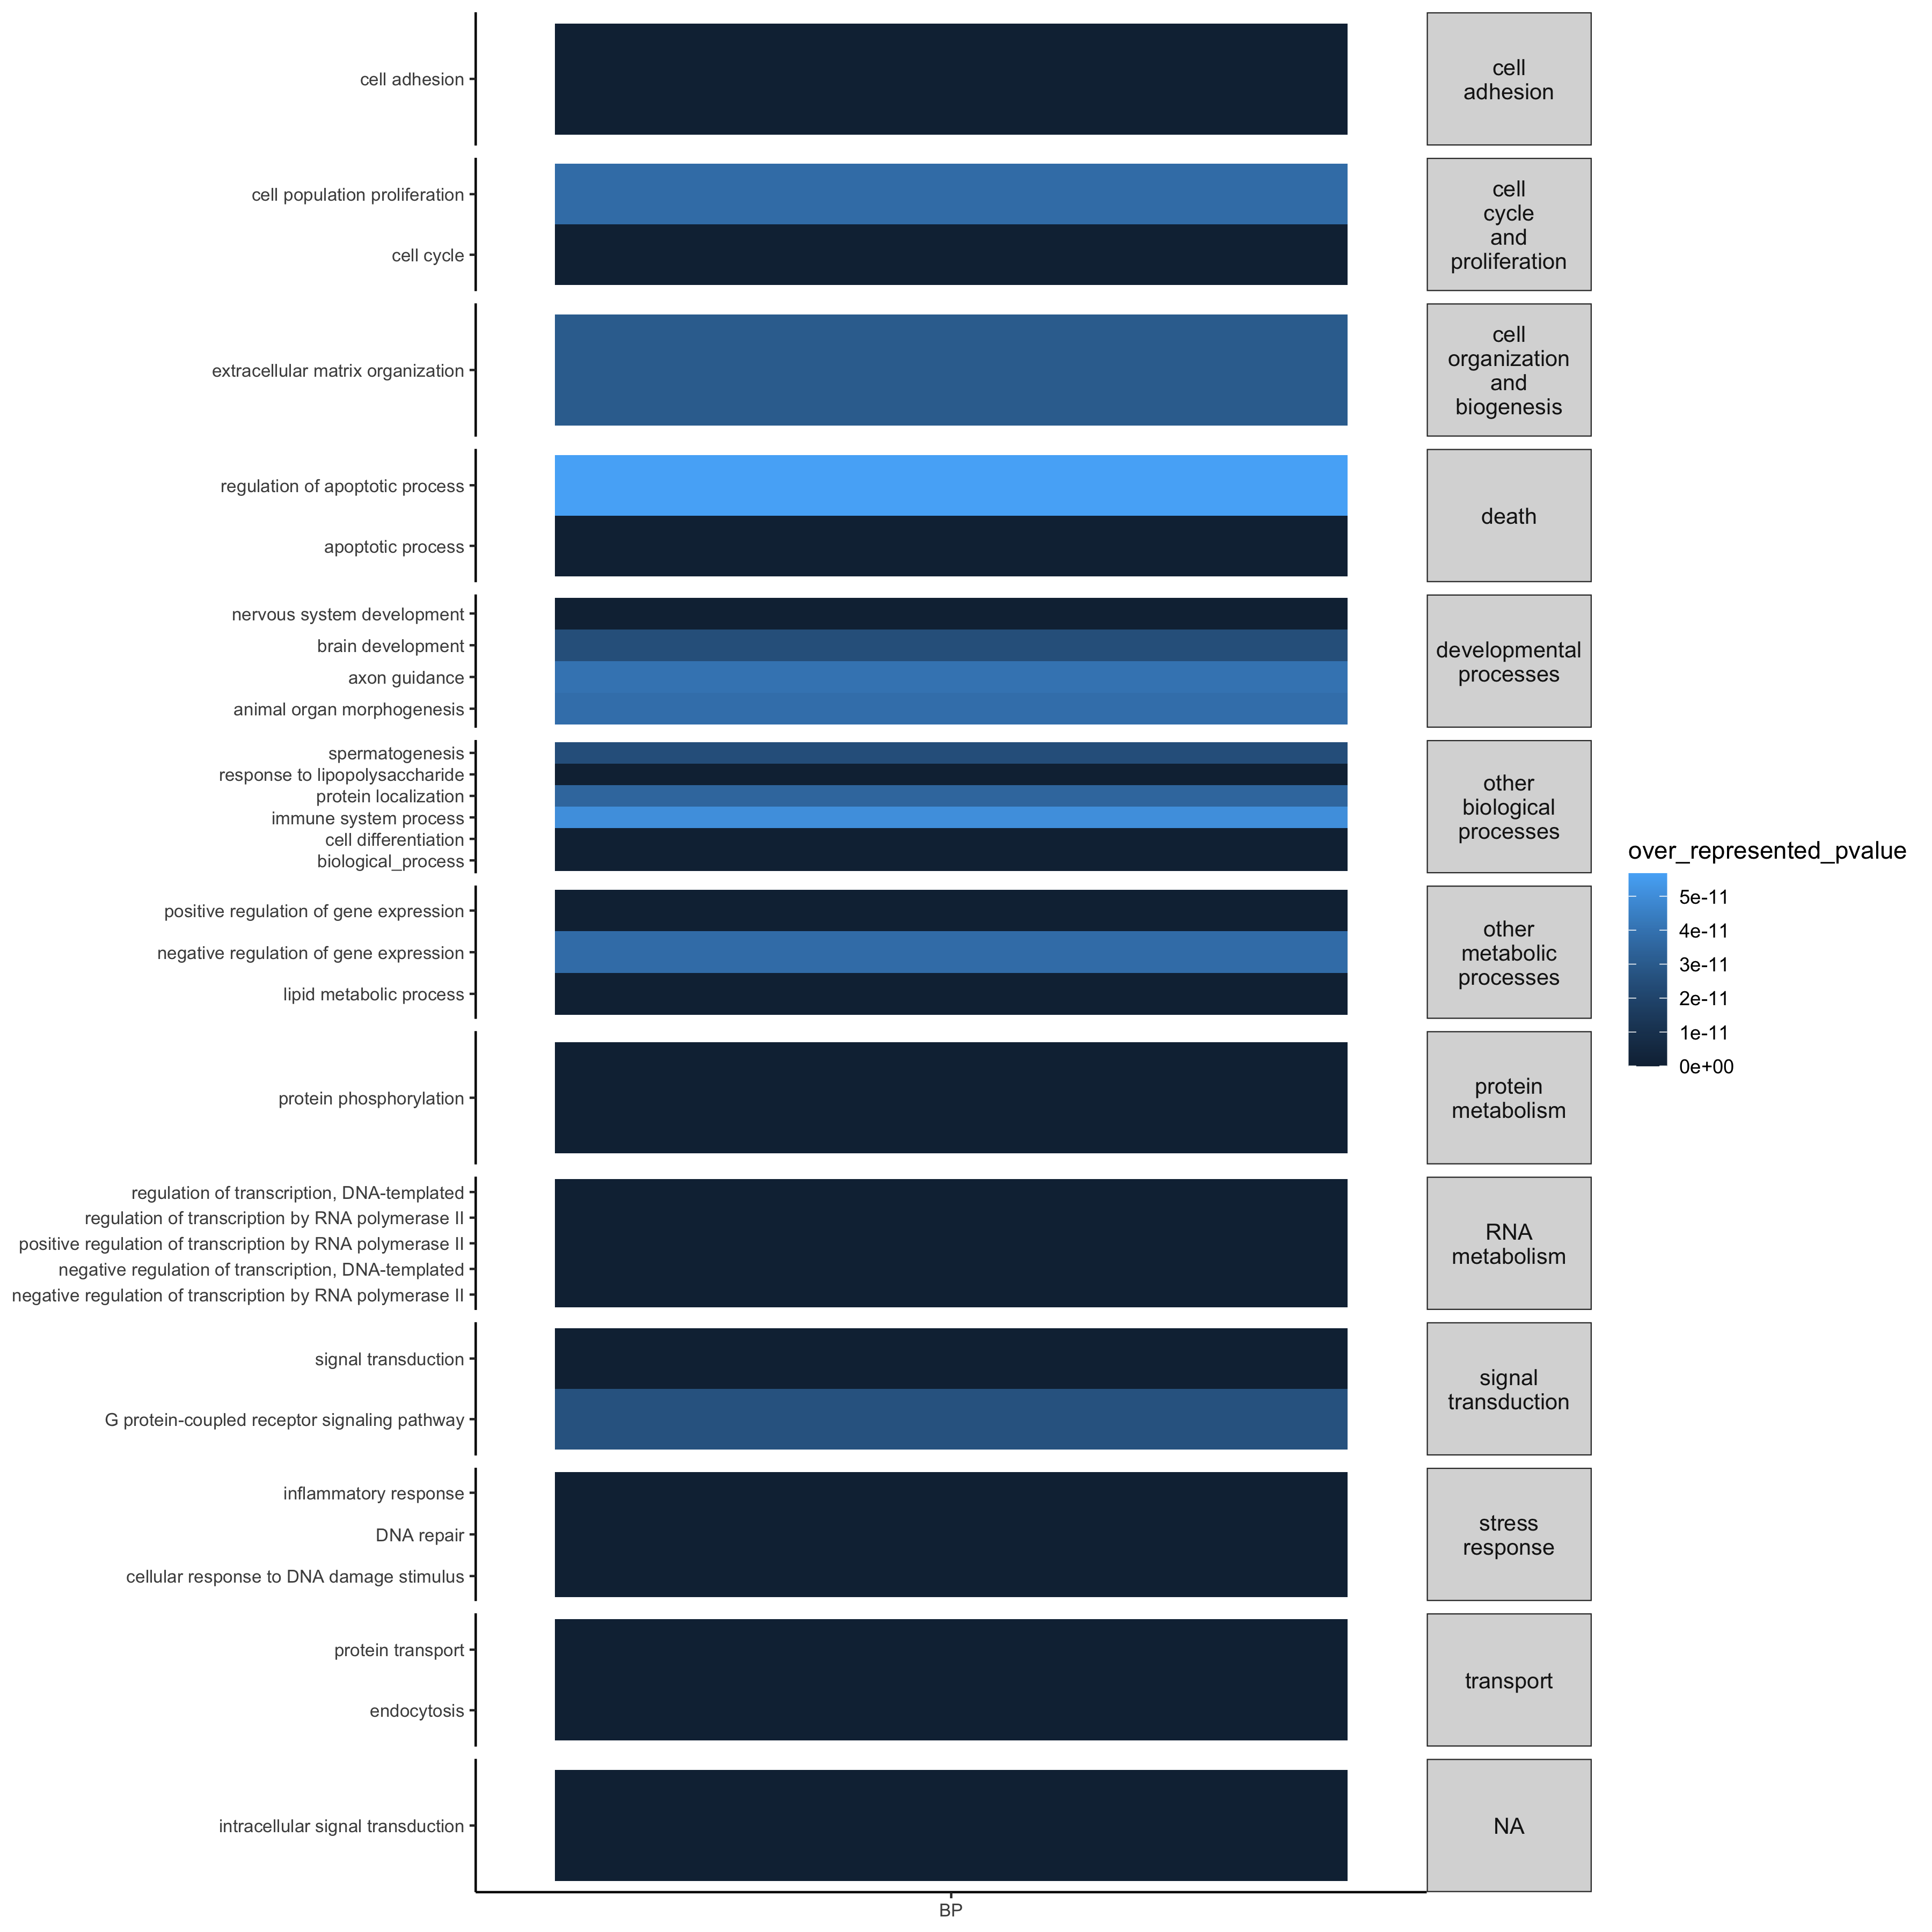 cell adhesion
cell
adhesion
cell population proliferation
cell cycle
cell
cycle
and
proliferation
extracellular matrix organization
cell
organization
and
biogenesis
regulation of apoptotic process
apoptotic process
death
nervous system development
brain development
axon guidance
animal organ morphogenesis
developmental
processes
spermatogenesis
response to lipopolysaccharide
protein localization
immune system process
cell differentiation
biological_process
other
biological
processes
positive regulation of gene expression
negative regulation of gene expression
lipid metabolic process
other
metabolic
processes
protein phosphorylation
protein
metabolism
regulation of transcription, DNA-templated
regulation of transcription by RNA polymerase II
positive regulation of transcription by RNA polymerase II
negative regulation of transcription, DNA-templated
negative regulation of transcription by RNA polymerase II
RNA
metabolism
signal transduction
G protein-coupled receptor signaling pathway
signal
transduction
inflammatory response
DNA repair
cellular response to DNA damage stimulus
stress
response
protein transport
endocytosis
transport
intracellular signal transduction
NA
BP
over_represented_pvalue
5e-11
4e-11
3e-11
2e-11
1e-11
0e+00